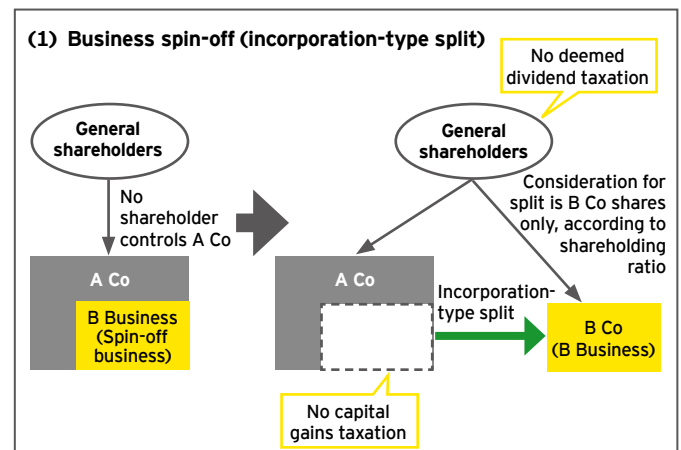 (1) Business spin-off (incorporation-type split)
No deemed
dividend taxation
General
shareholders
General
shareholders
No
shareholder
controls A Co
Consideration for
split is B Co shares
only, according to
shareholding
ratio
A Co
B Business
(Spin-off
business)
A Co
Incorporation-
type split
B Co
(B Business)
No capital
gains taxation